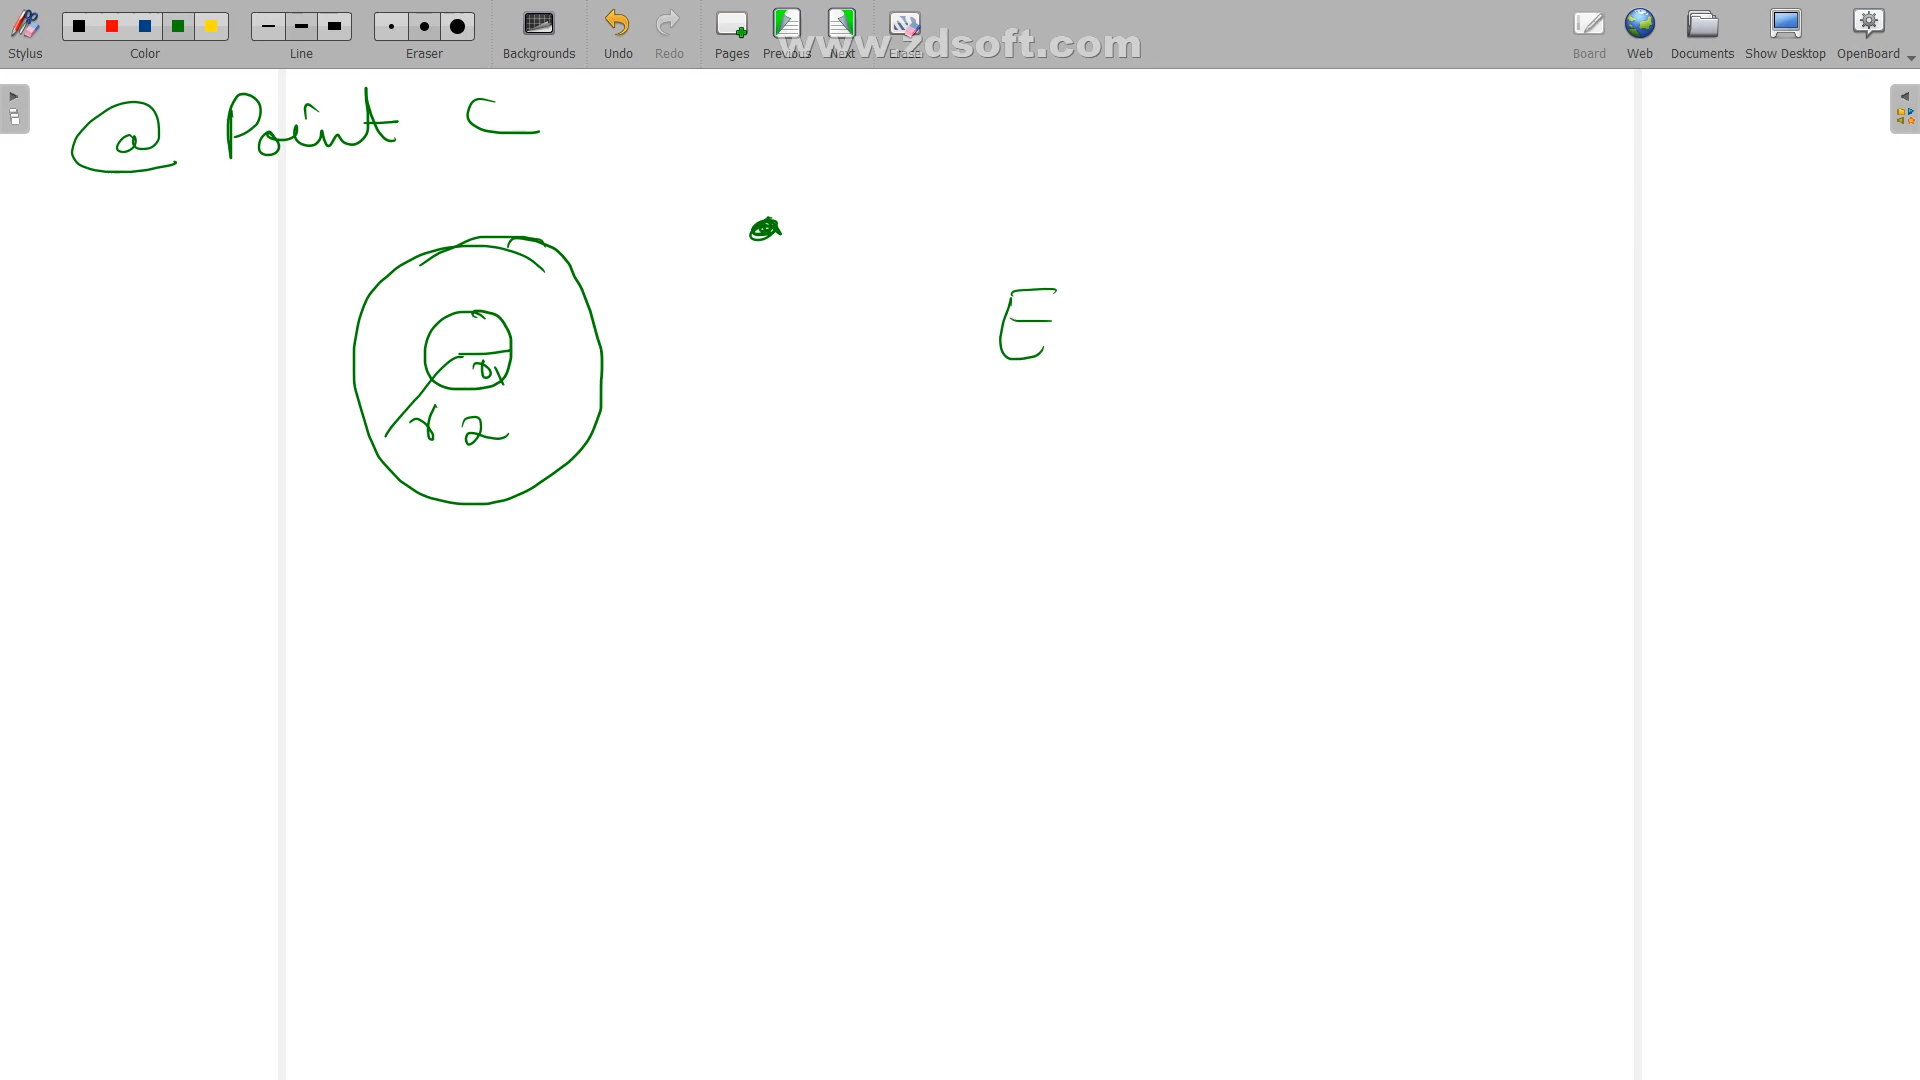 Stylus Color Line Eraser Backgrounds Undo Redo Pages Previous Next Erase Board Web Documents Show Desktop OpenBoard
www.zdsoft.com
@ Point C
E
r1
r2